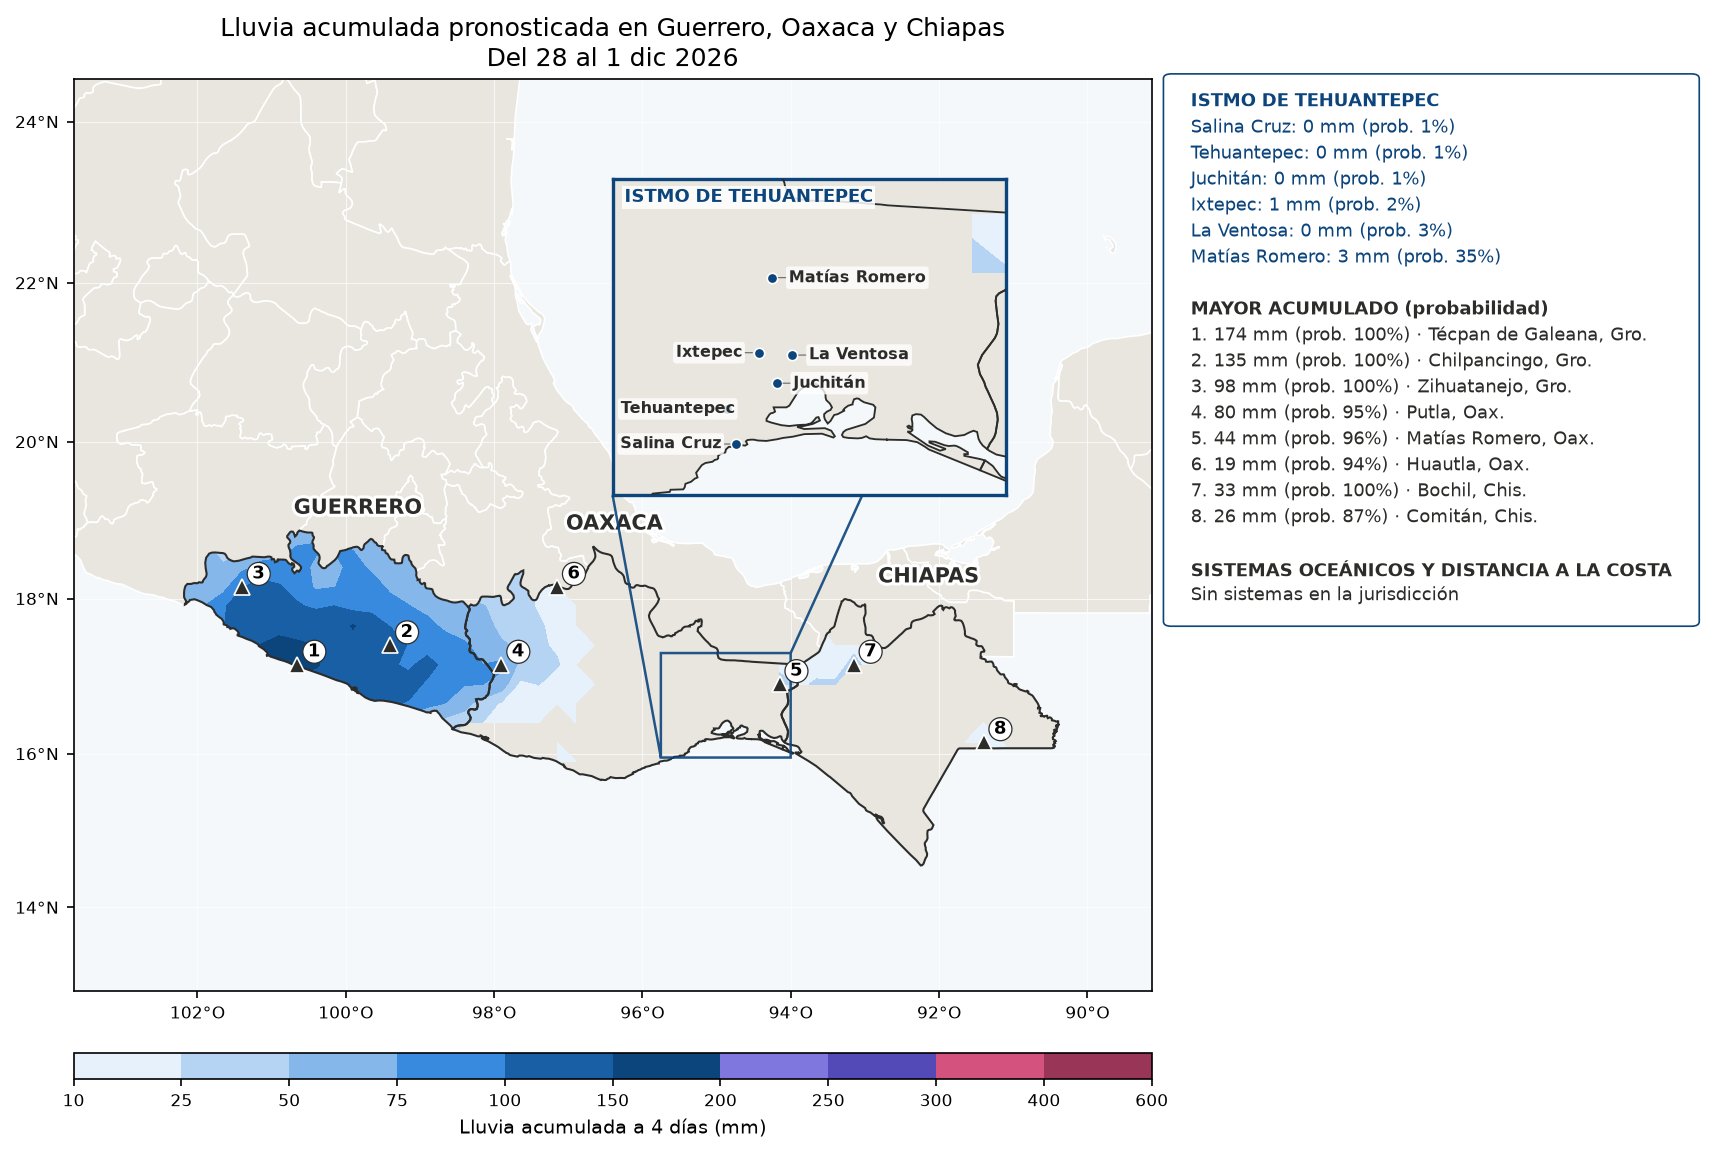 Lluvia acumulada pronosticada en Guerrero, Oaxaca y Chiapas
Del 28 al 1 dic 2026
24°N
22°N
20°N
18°N
16°N
14°N
102°O
100°O
98°O
96°O
94°O
92°O
90°O
ISTMO DE TEHUANTEPEC
Matías Romero
Ixtepec
La Ventosa
Juchitán
Tehuantepec
Salina Cruz
GUERRERO
OAXACA
CHIAPAS
3
6
2
1
4
5
7
8
ISTMO DE TEHUANTEPEC
Salina Cruz: 0 mm (prob. 1%)
Tehuantepec: 0 mm (prob. 1%)
Juchitán: 0 mm (prob. 1%)
Ixtepec: 1 mm (prob. 2%)
La Ventosa: 0 mm (prob. 3%)
Matías Romero: 3 mm (prob. 35%)
MAYOR ACUMULADO (probabilidad)
1. 174 mm (prob. 100%) · Técpan de Galeana, Gro.
2. 135 mm (prob. 100%) · Chilpancingo, Gro.
3. 98 mm (prob. 100%) · Zihuatanejo, Gro.
4. 80 mm (prob. 95%) · Putla, Oax.
5. 44 mm (prob. 96%) · Matías Romero, Oax.
6. 19 mm (prob. 94%) · Huautla, Oax.
7. 33 mm (prob. 100%) · Bochil, Chis.
8. 26 mm (prob. 87%) · Comitán, Chis.
SISTEMAS OCEÁNICOS Y DISTANCIA A LA COSTA
Sin sistemas en la jurisdicción
10
25
50
75
100
150
200
250
300
400
600
Lluvia acumulada a 4 días (mm)